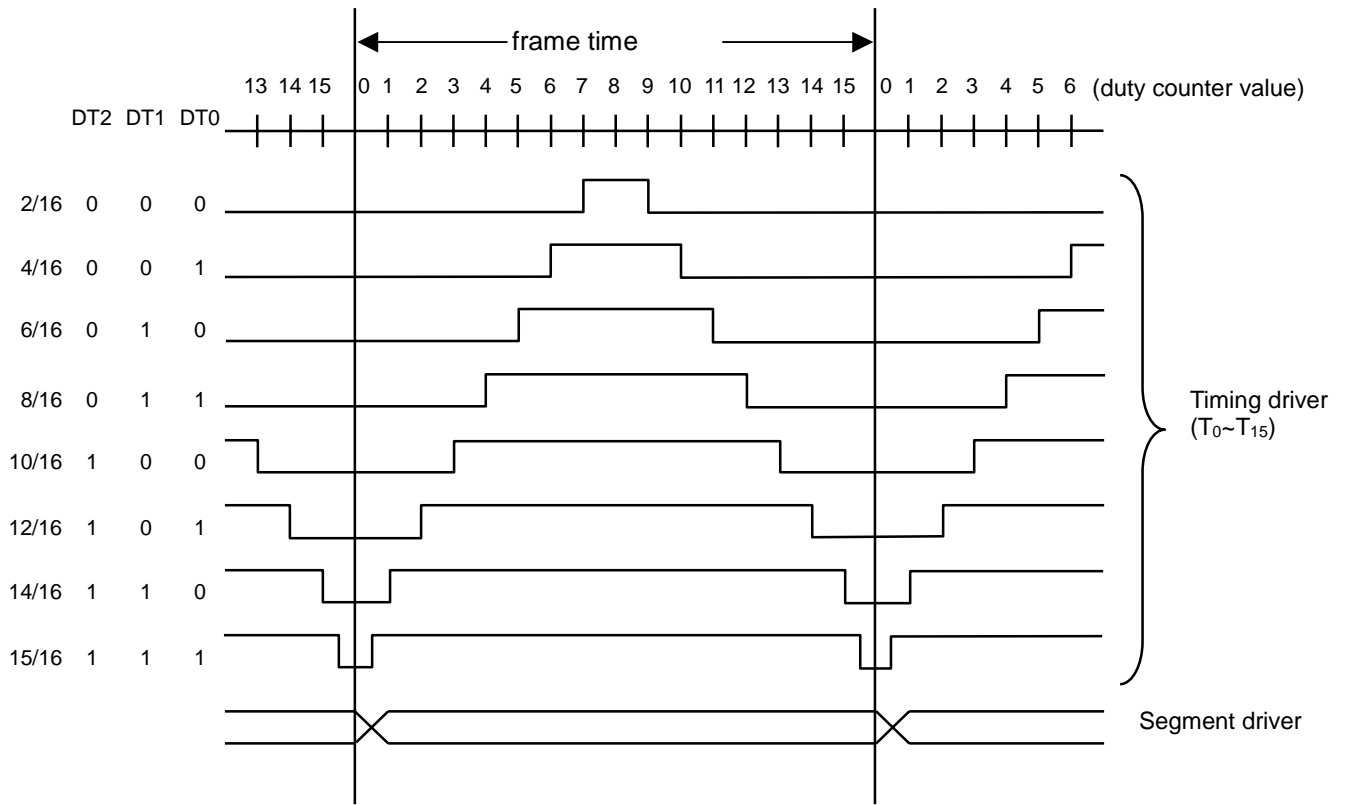 frame time
13 14 15 0 1 2 3 4 5 6 7 8 9 10 11 12 13 14 15 0 1 2 3 4 5 6 (duty counter value)
DT2 DT1 DT0
2/16 0 0 0
4/16 0 0 1
6/16 0 1 0
8/16 0 1 1
Timing driver
(T₀~T₁₅)
10/16 1 0 0
12/16 1 0 1
14/16 1 1 0
15/16 1 1 1
Segment driver